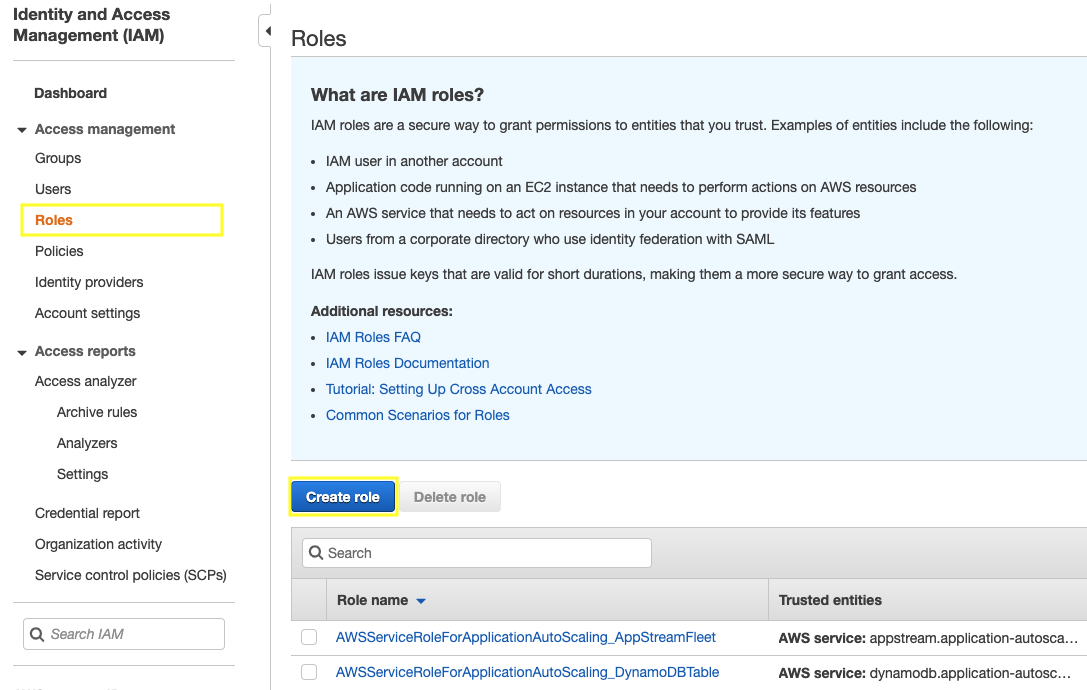 Identity and Access
Management (IAM)
Dashboard
Access management
Groups
Users
Roles
Policies
Identity providers
Account settings
Access reports
Access analyzer
Archive rules
Analyzers
Settings
Credential report
Organization activity
Service control policies (SCPs)
Search IAM
Roles
What are IAM roles?
IAM roles are a secure way to grant permissions to entities that you trust. Examples of entities include the following:
• IAM user in another account
• Application code running on an EC2 instance that needs to perform actions on AWS resources
• An AWS service that needs to act on resources in your account to provide its features
• Users from a corporate directory who use identity federation with SAML
IAM roles issue keys that are valid for short durations, making them a more secure way to grant access.
Additional resources:
• IAM Roles FAQ
• IAM Roles Documentation
• Tutorial: Setting Up Cross Account Access
• Common Scenarios for Roles
Create role Delete role
Search
Role name Trusted entities
AWSServiceRoleForApplicationAutoScaling_AppStreamFleet AWS service: appstream.application-autosca…
AWSServiceRoleForApplicationAutoScaling_DynamoDBTable AWS service: dynamodb.application-autosc…